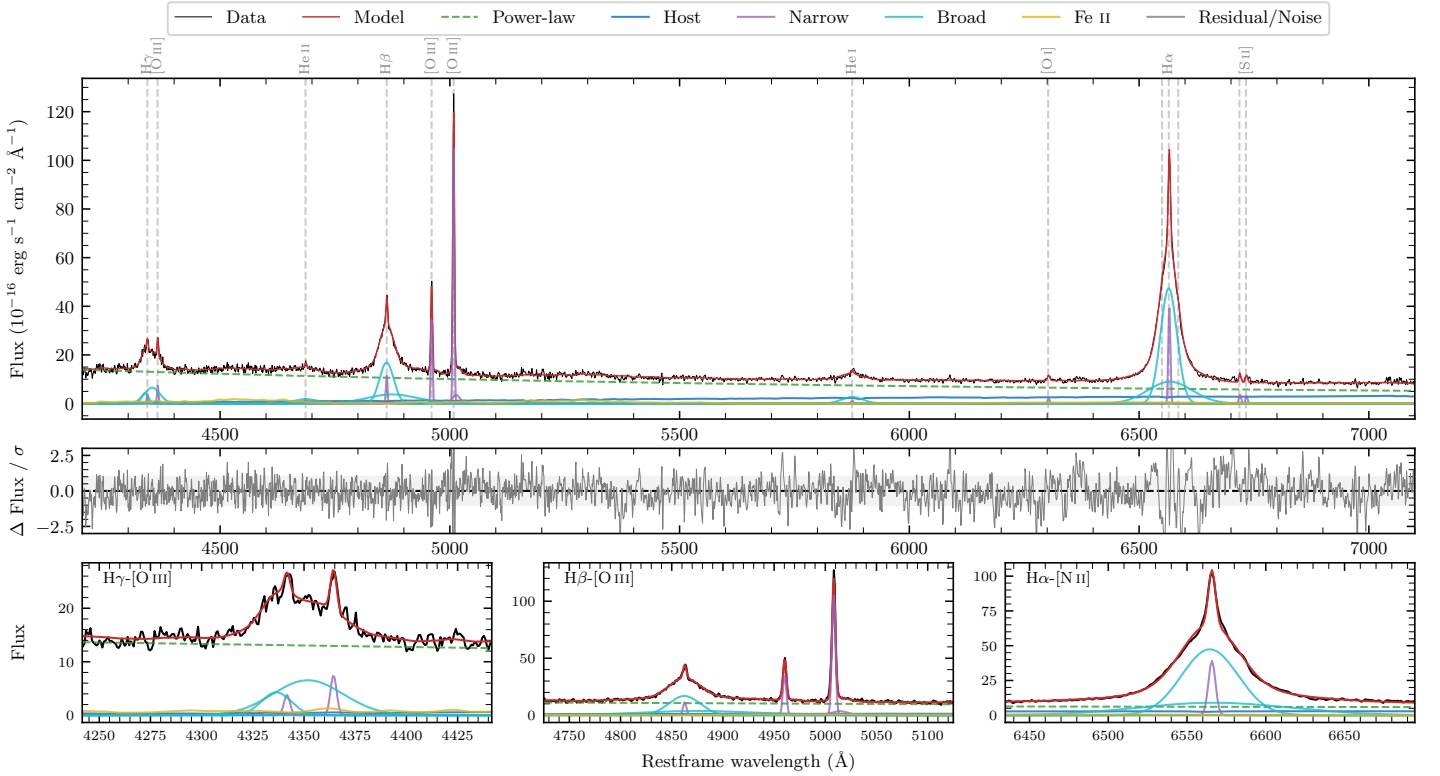 Data Model Power-law Host Narrow Broad Fe II Residual/Noise
Hγ [O III] He II Hβ [O III] [O III] He I [O I] Hα [S II]
Flux (10⁻¹⁶ erg s⁻¹ cm⁻² Å⁻¹)
120
100
80
60
40
20
0
4500 5000 5500 6000 6500 7000
Δ Flux / σ
2.5
0.0
−2.5
4500 5000 5500 6000 6500 7000
Flux
Hγ-[O III]
20
10
0
4250 4275 4300 4325 4350 4375 4400 4420
Hβ-[O III]
100
50
0
4750 4800 4850 4900 4950 5000 5050 5100
Hα-[N II]
100
75
50
25
0
6450 6500 6550 6600 6650
Restframe wavelength (Å)